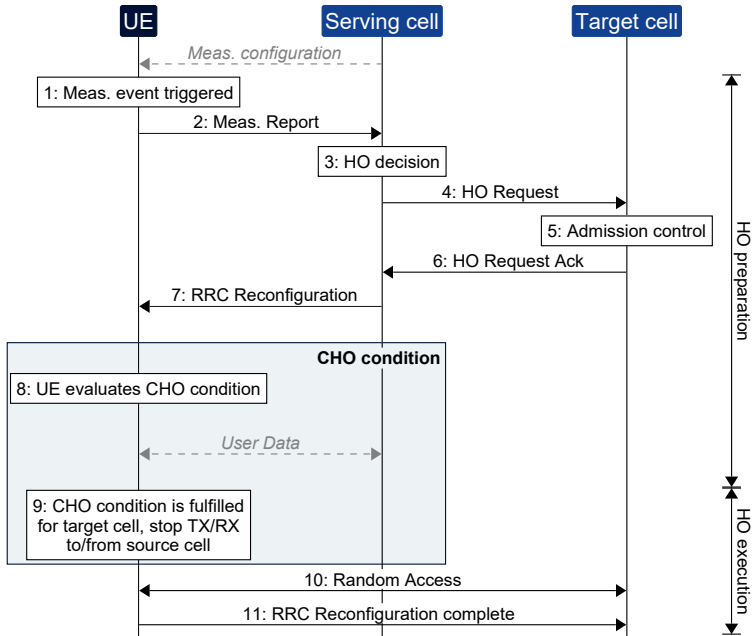 UE
Serving cell
Target cell
Meas. configuration
1: Meas. event triggered
2: Meas. Report
3: HO decision
4: HO Request
5: Admission control
6: HO Request Ack
7: RRC Reconfiguration
HO preparation
CHO condition
8: UE evaluates CHO condition
User Data
9: CHO condition is fulfilled
for target cell, stop TX/RX
to/from source cell
HO execution
10: Random Access
11: RRC Reconfiguration complete